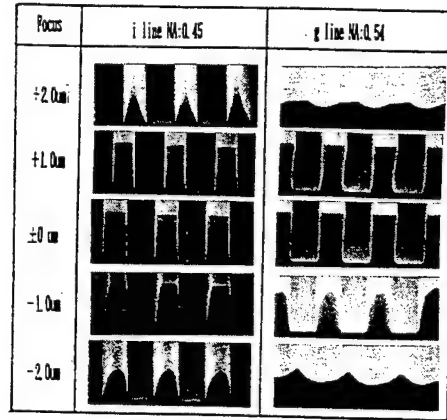 Focus i line NA:0.45 g line NA:0.54
+2.0um
+1.0um
±0 um
-1.0um
-2.0um